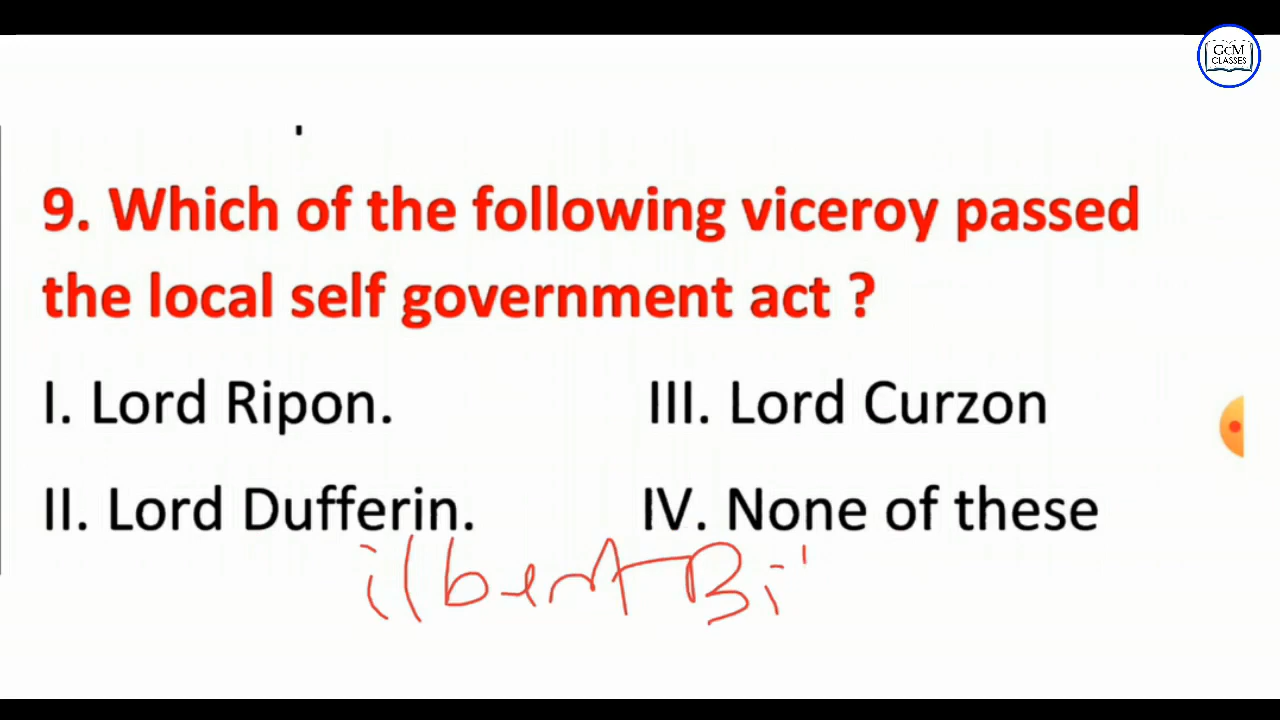 GCM
CLASSES
9. Which of the following viceroy passed
the local self government act ?
I. Lord Ripon.
III. Lord Curzon
II. Lord Dufferin.
IV. None of these
ilbert Bi